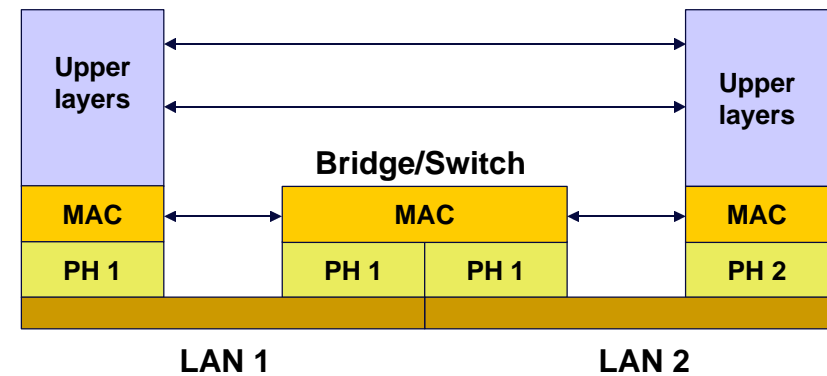 Upper
layers
Upper
layers
Bridge/Switch
MAC
MAC
MAC
PH 1
PH 1
PH 1
PH 2
LAN 1
LAN 2